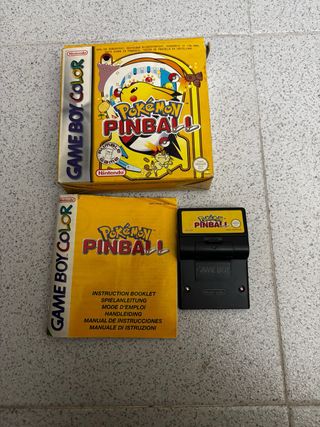 Nintendo
GAME BOY COLOR
POKéMON
PINBALL
RUMBLE
Nintendo
GAME BOY COLOR
POKéMON
PINBALL
INSTRUCTION BOOKLET
SPIELANLEITUNG
MODE D'EMPLOI
HANDLEIDING
MANUAL DE INSTRUCCIONES
MANUALE DI ISTRUZIONI
POKéMON
PINBALL
GAME BOY